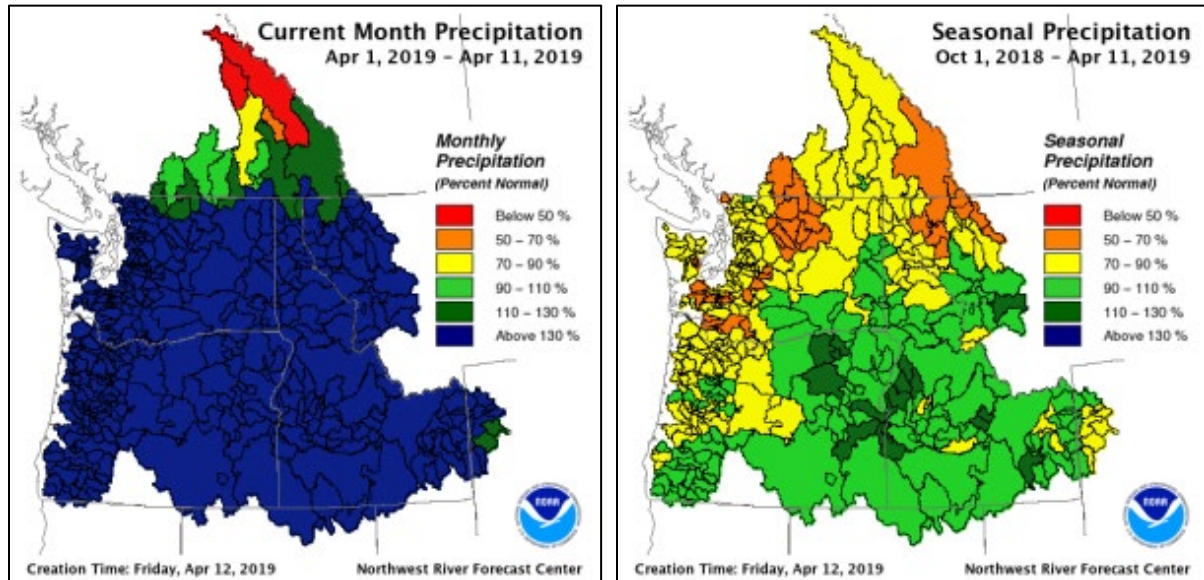 Current Month Precipitation
Apr 1, 2019 - Apr 11, 2019
Monthly
Precipitation
(Percent Normal)
Below 50 %
50 - 70 %
70 - 90 %
90 - 110 %
110 - 130 %
Above 130 %
NOAA
Creation Time: Friday, Apr 12, 2019
Northwest River Forecast Center
Seasonal Precipitation
Oct 1, 2018 - Apr 11, 2019
Seasonal
Precipitation
(Percent Normal)
Below 50 %
50 - 70 %
70 - 90 %
90 - 110 %
110 - 130 %
Above 130 %
NOAA
Creation Time: Friday, Apr 12, 2019
Northwest River Forecast Center